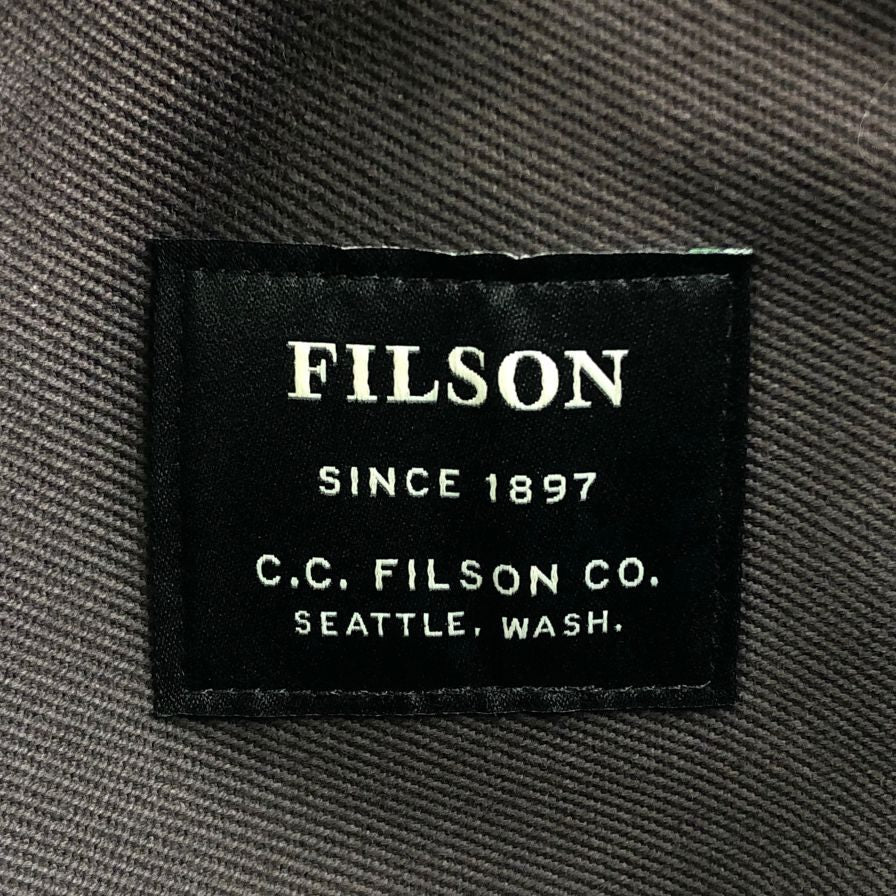 FILSON
SINCE 1897
C.C. FILSON CO.
SEATTLE, WASH.